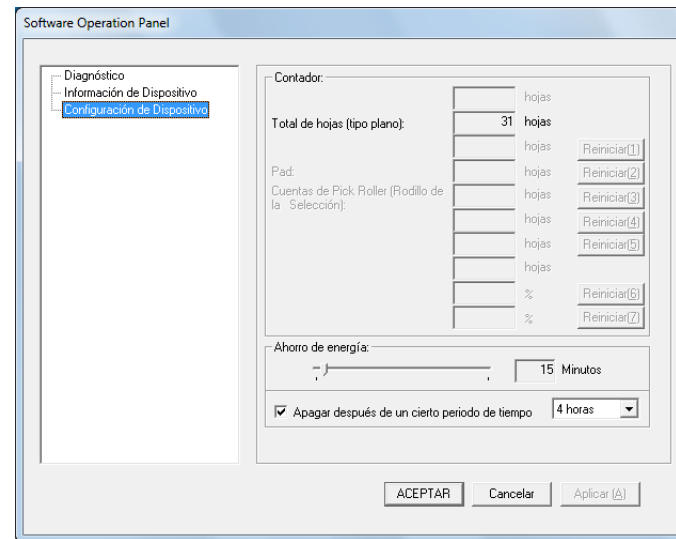 Software Operation Panel
Diagnóstico
Información de Dispositivo
Configuración de Dispositivo
Contador:
hojas
Total de hojas (tipo plano): 31 hojas
hojas Reiniciar(1)
Pad: hojas Reiniciar(2)
Cuentas de Pick Roller (Rodillo de
la Selección): hojas Reiniciar(3)
hojas Reiniciar(4)
hojas Reiniciar(5)
hojas
% Reiniciar(6)
% Reiniciar(7)
Ahorro de energía:
15 Minutos
Apagar después de un cierto periodo de tiempo 4 horas
ACEPTAR Cancelar Aplicar (A)